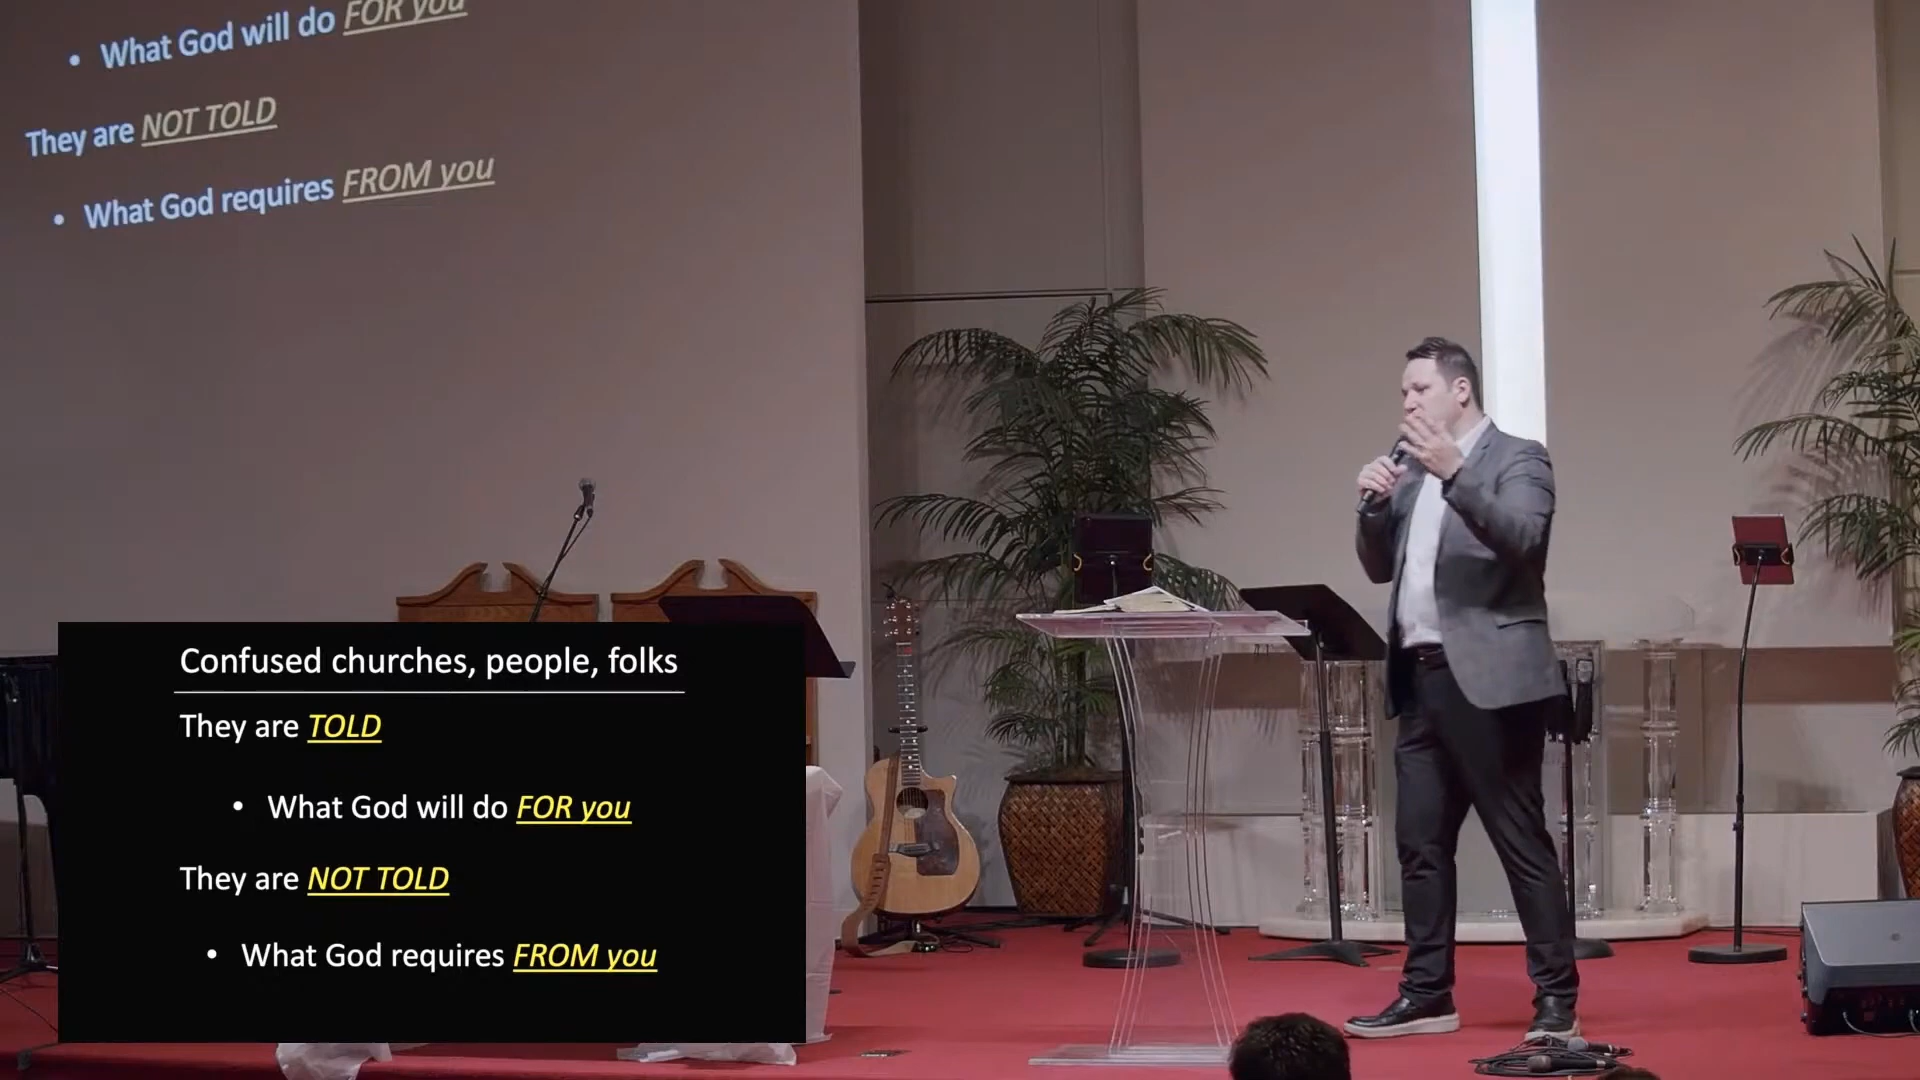 • What God will do FOR you
They are NOT TOLD
• What God requires FROM you
Confused churches, people, folks
They are TOLD
• What God will do FOR you
They are NOT TOLD
• What God requires FROM you